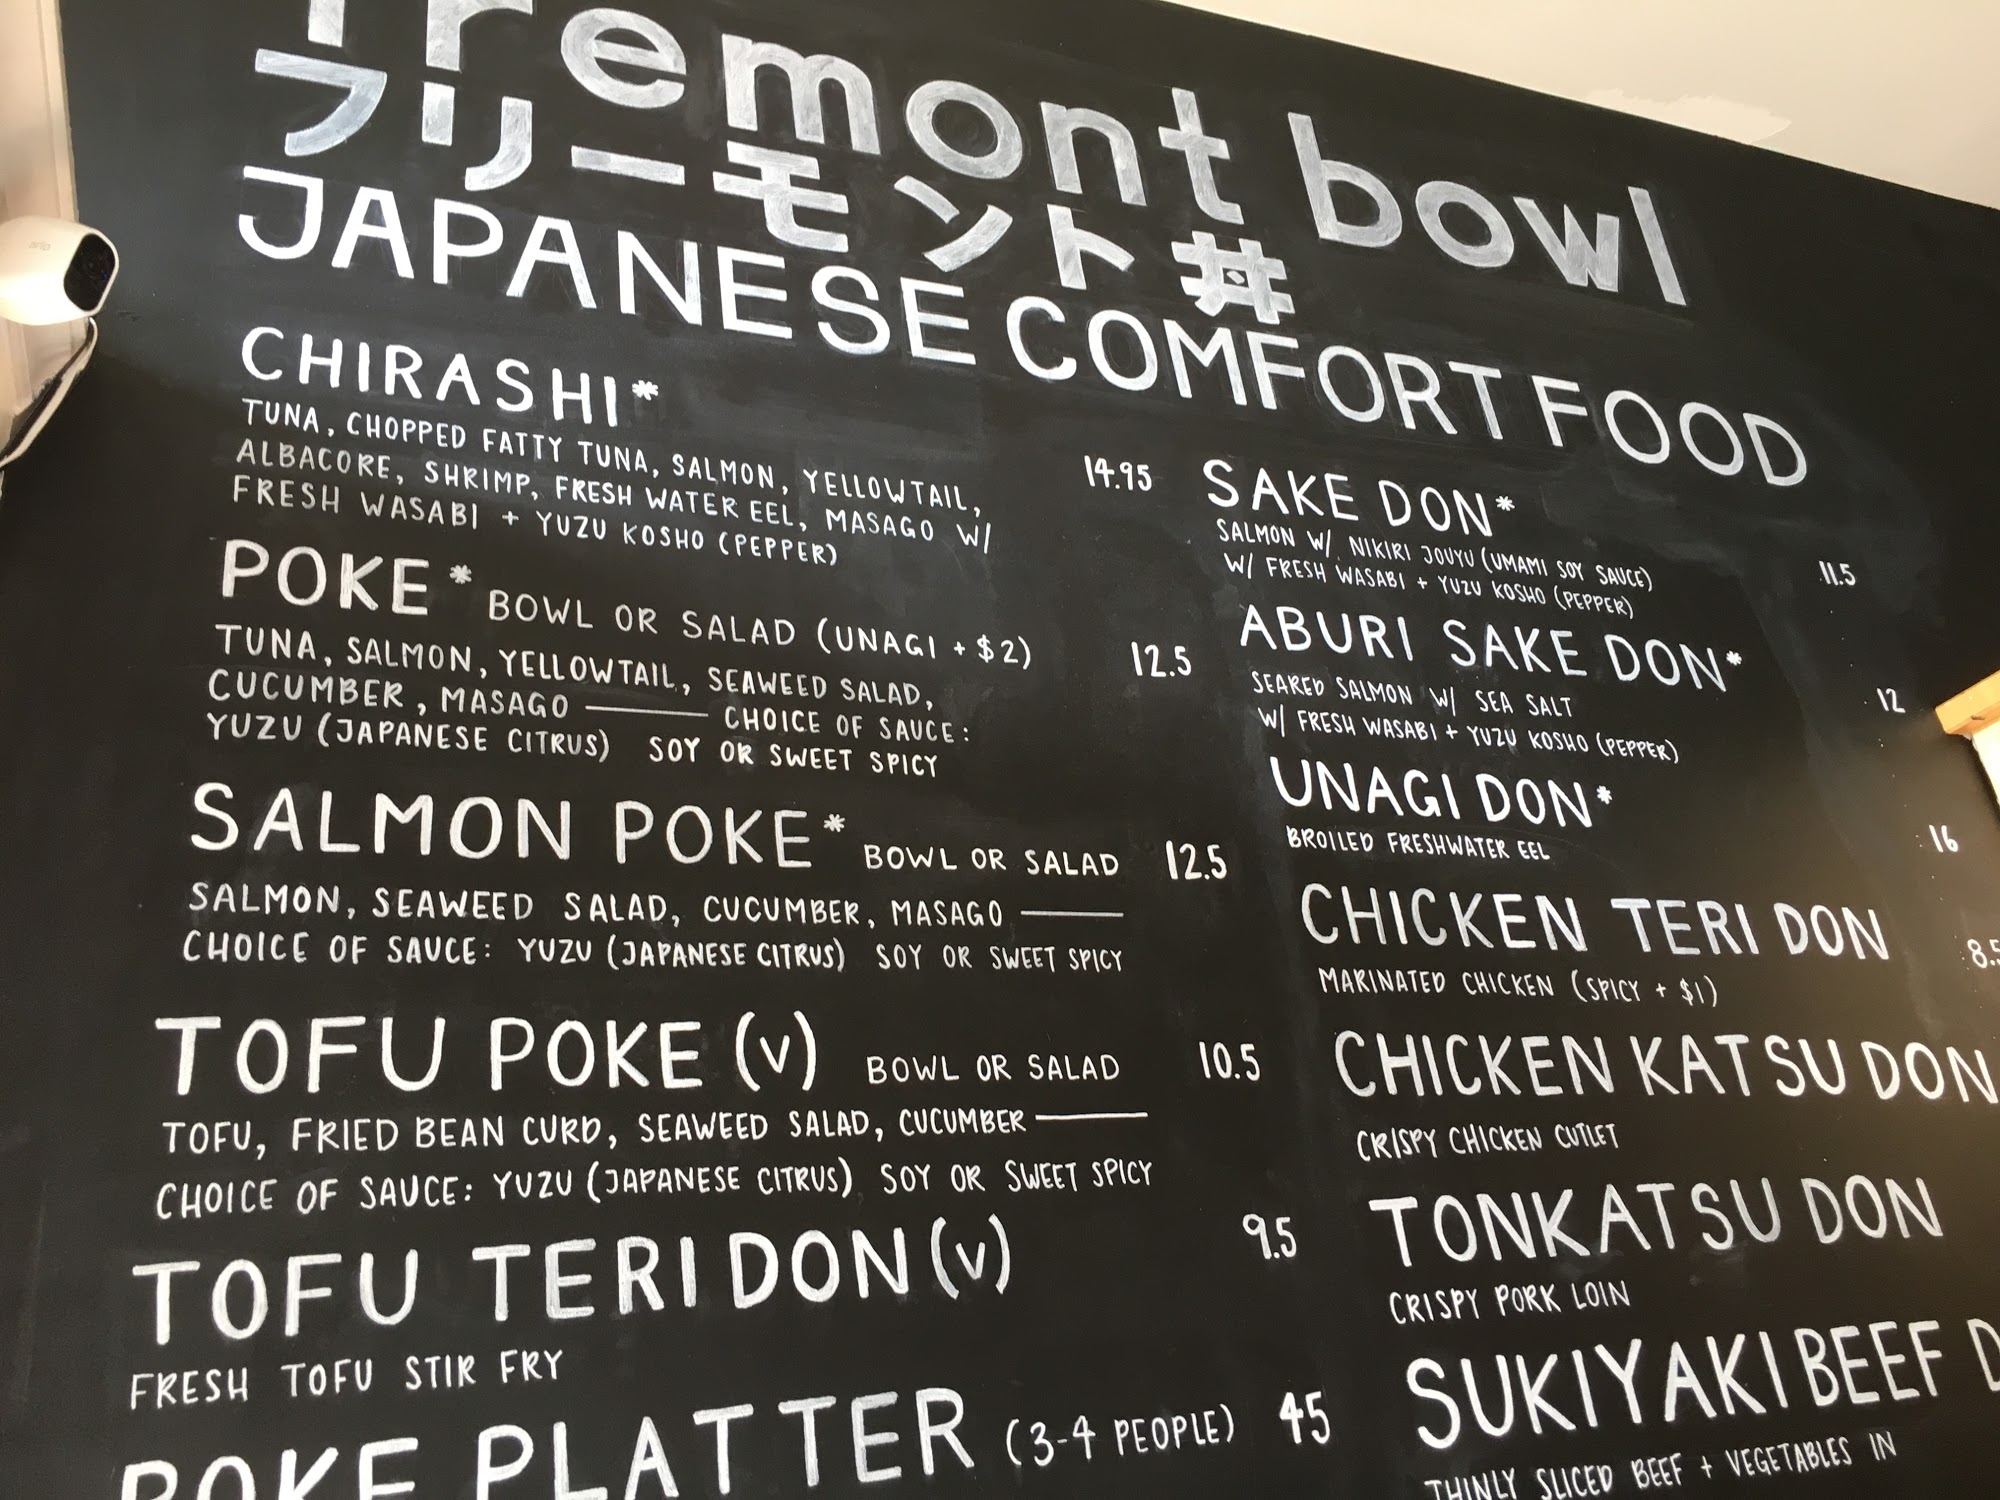 fremont bowl
フリーモント丼
JAPANESE COMFORT FOOD
CHIRASHI* 14.95
TUNA, CHOPPED FATTY TUNA, SALMON, YELLOWTAIL,
ALBACORE, SHRIMP, FRESH WATER EEL, MASAGO W/
FRESH WASABI + YUZU KOSHO (PEPPER)
POKE* BOWL OR SALAD (UNAGI + $2) 12.5
TUNA, SALMON, YELLOWTAIL, SEAWEED SALAD,
CUCUMBER, MASAGO —— CHOICE OF SAUCE:
YUZU (JAPANESE CITRUS) SOY OR SWEET SPICY
SALMON POKE* BOWL OR SALAD 12.5
SALMON, SEAWEED SALAD, CUCUMBER, MASAGO ——
CHOICE OF SAUCE: YUZU (JAPANESE CITRUS) SOY OR SWEET SPICY
TOFU POKE (V) BOWL OR SALAD 10.5
TOFU, FRIED BEAN CURD, SEAWEED SALAD, CUCUMBER ——
CHOICE OF SAUCE: YUZU (JAPANESE CITRUS) SOY OR SWEET SPICY
TOFU TERI DON (V) 9.5
FRESH TOFU STIR FRY
POKE PLATTER (3-4 PEOPLE) 45
SAKE DON* 11.5
SALMON W/ NIKIRI JOUYU (UMAMI SOY SAUCE)
W/ FRESH WASABI + YUZU KOSHO (PEPPER)
ABURI SAKE DON* 12
SEARED SALMON W/ SEA SALT
W/ FRESH WASABI + YUZU KOSHO (PEPPER)
UNAGI DON* 16
BROILED FRESHWATER EEL
CHICKEN TERI DON 8.5
MARINATED CHICKEN (SPICY + $1)
CHICKEN KATSU DON
CRISPY CHICKEN CUTLET
TONKATSU DON
CRISPY PORK LOIN
SUKIYAKI BEEF D
THINLY SLICED BEEF + VEGETABLES IN
arlo